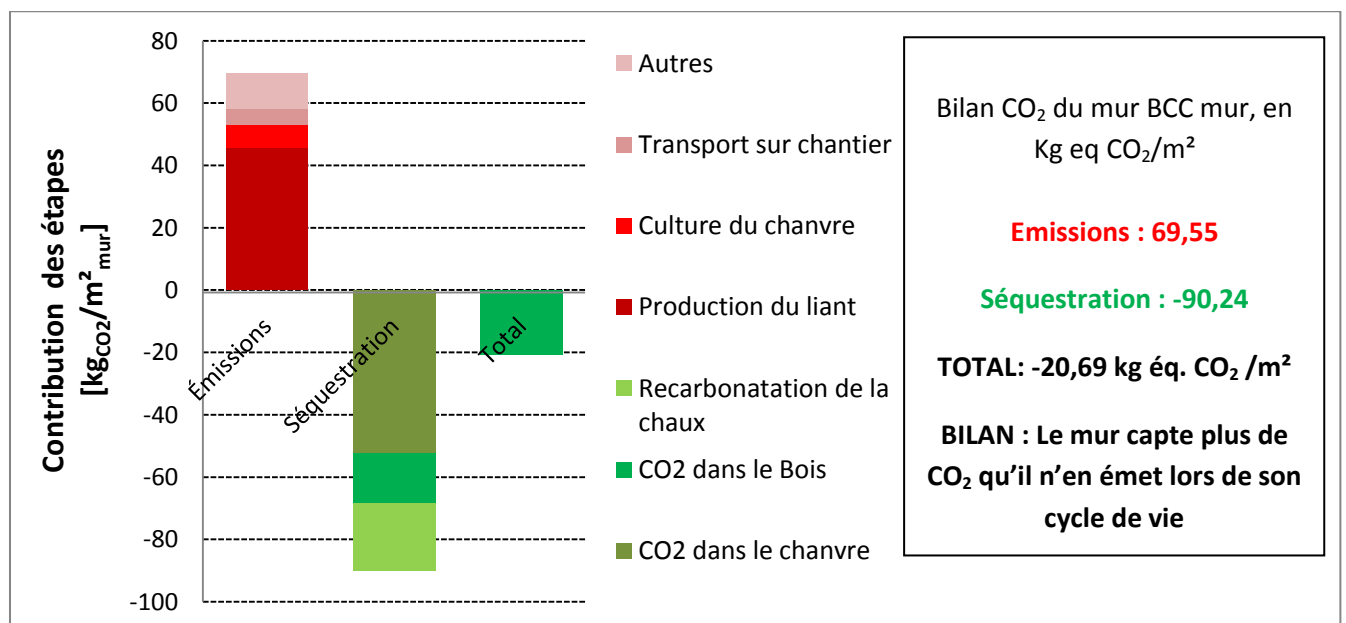 Contribution des étapes
[kgCO2/m²mur]
80
60
40
20
0
-20
-40
-60
-80
-100
Émissions
Séquestration
Total
Autres
Transport sur chantier
Culture du chanvre
Production du liant
Recarbonatation de la
chaux
CO2 dans le Bois
CO2 dans le chanvre
Bilan CO₂ du mur BCC mur, en
Kg eq CO₂/m²
Emissions : 69,55
Séquestration : -90,24
TOTAL: -20,69 kg éq. CO₂ /m²
BILAN : Le mur capte plus de
CO₂ qu’il n’en émet lors de son
cycle de vie